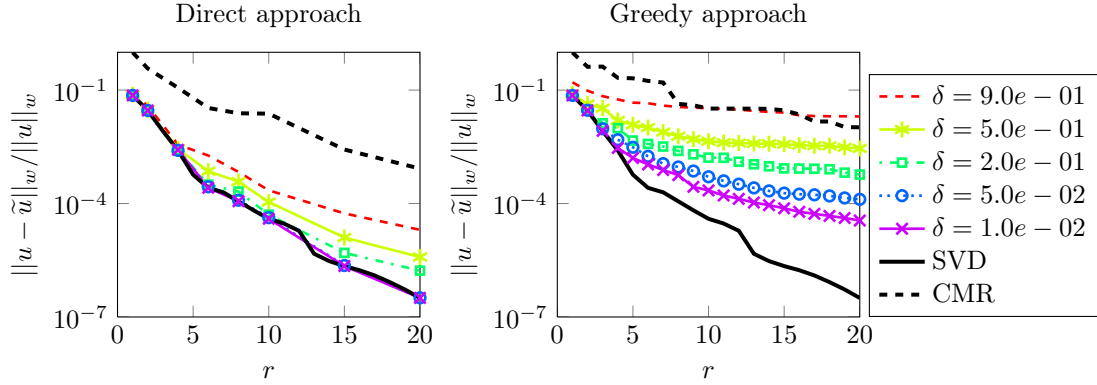 Direct approach
Greedy approach
||u − ũ||_w/||u||_w
10^−1
10^−4
10^−7
0 5 10 15 20
r
||u − ũ||_w/||u||_w
10^−1
10^−4
10^−7
0 5 10 15 20
r
δ = 9.0e − 01
δ = 5.0e − 01
δ = 2.0e − 01
δ = 5.0e − 02
δ = 1.0e − 02
SVD
CMR